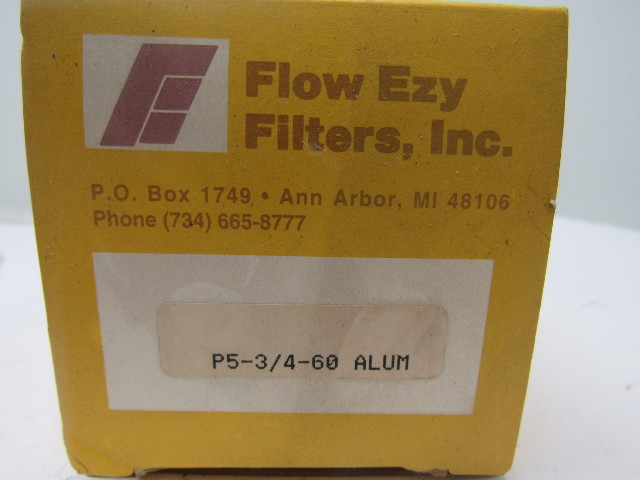 Flow Ezy
Filters, Inc.
P.O. Box 1749 • Ann Arbor, MI 48106
Phone (734) 665-8777
P5-3/4-60 ALUM